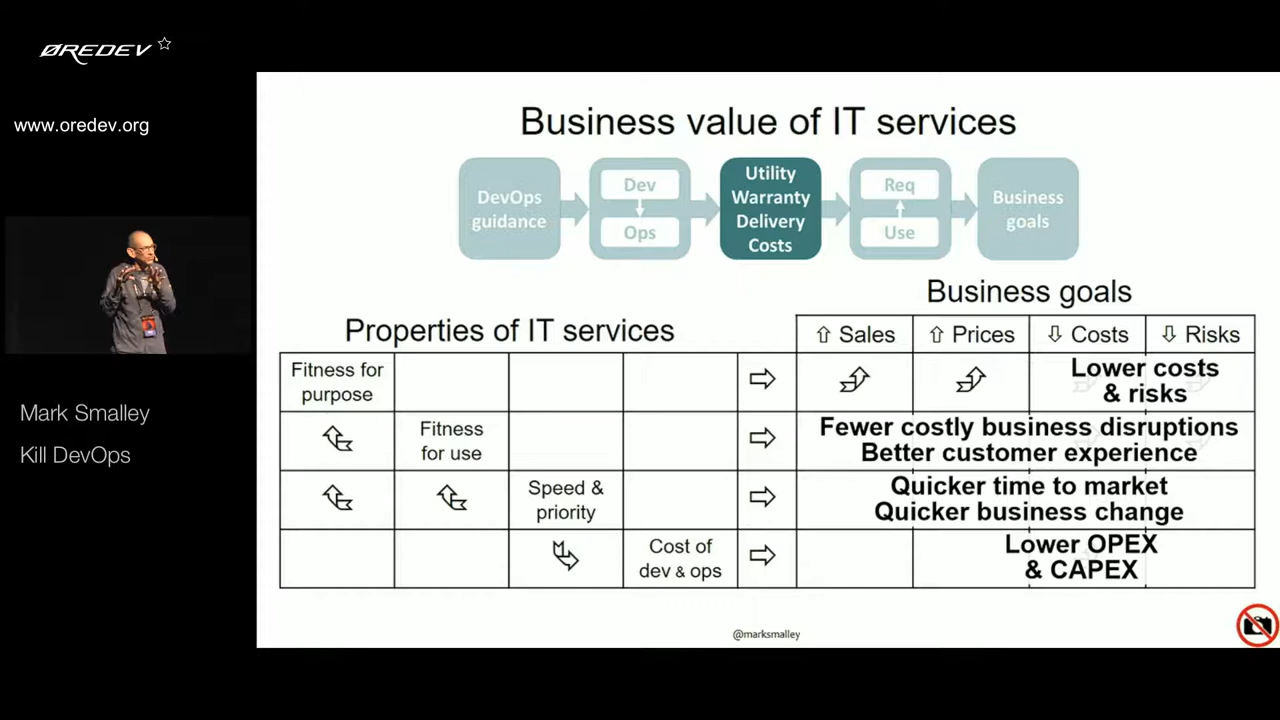 ØREDEV
www.oredev.org
Mark Smalley
Kill DevOps
Business value of IT services
DevOps
guidance
Dev
Ops
Utility
Warranty
Delivery
Costs
Req
Use
Business
goals
Business goals
Properties of IT services
⇧ Sales
⇧ Prices
⇩ Costs
⇩ Risks
Fitness for
purpose
Lower costs
& risks
Fitness
for use
Fewer costly business disruptions
Better customer experience
Speed &
priority
Quicker time to market
Quicker business change
Cost of
dev & ops
Lower OPEX
& CAPEX
@marksmalley